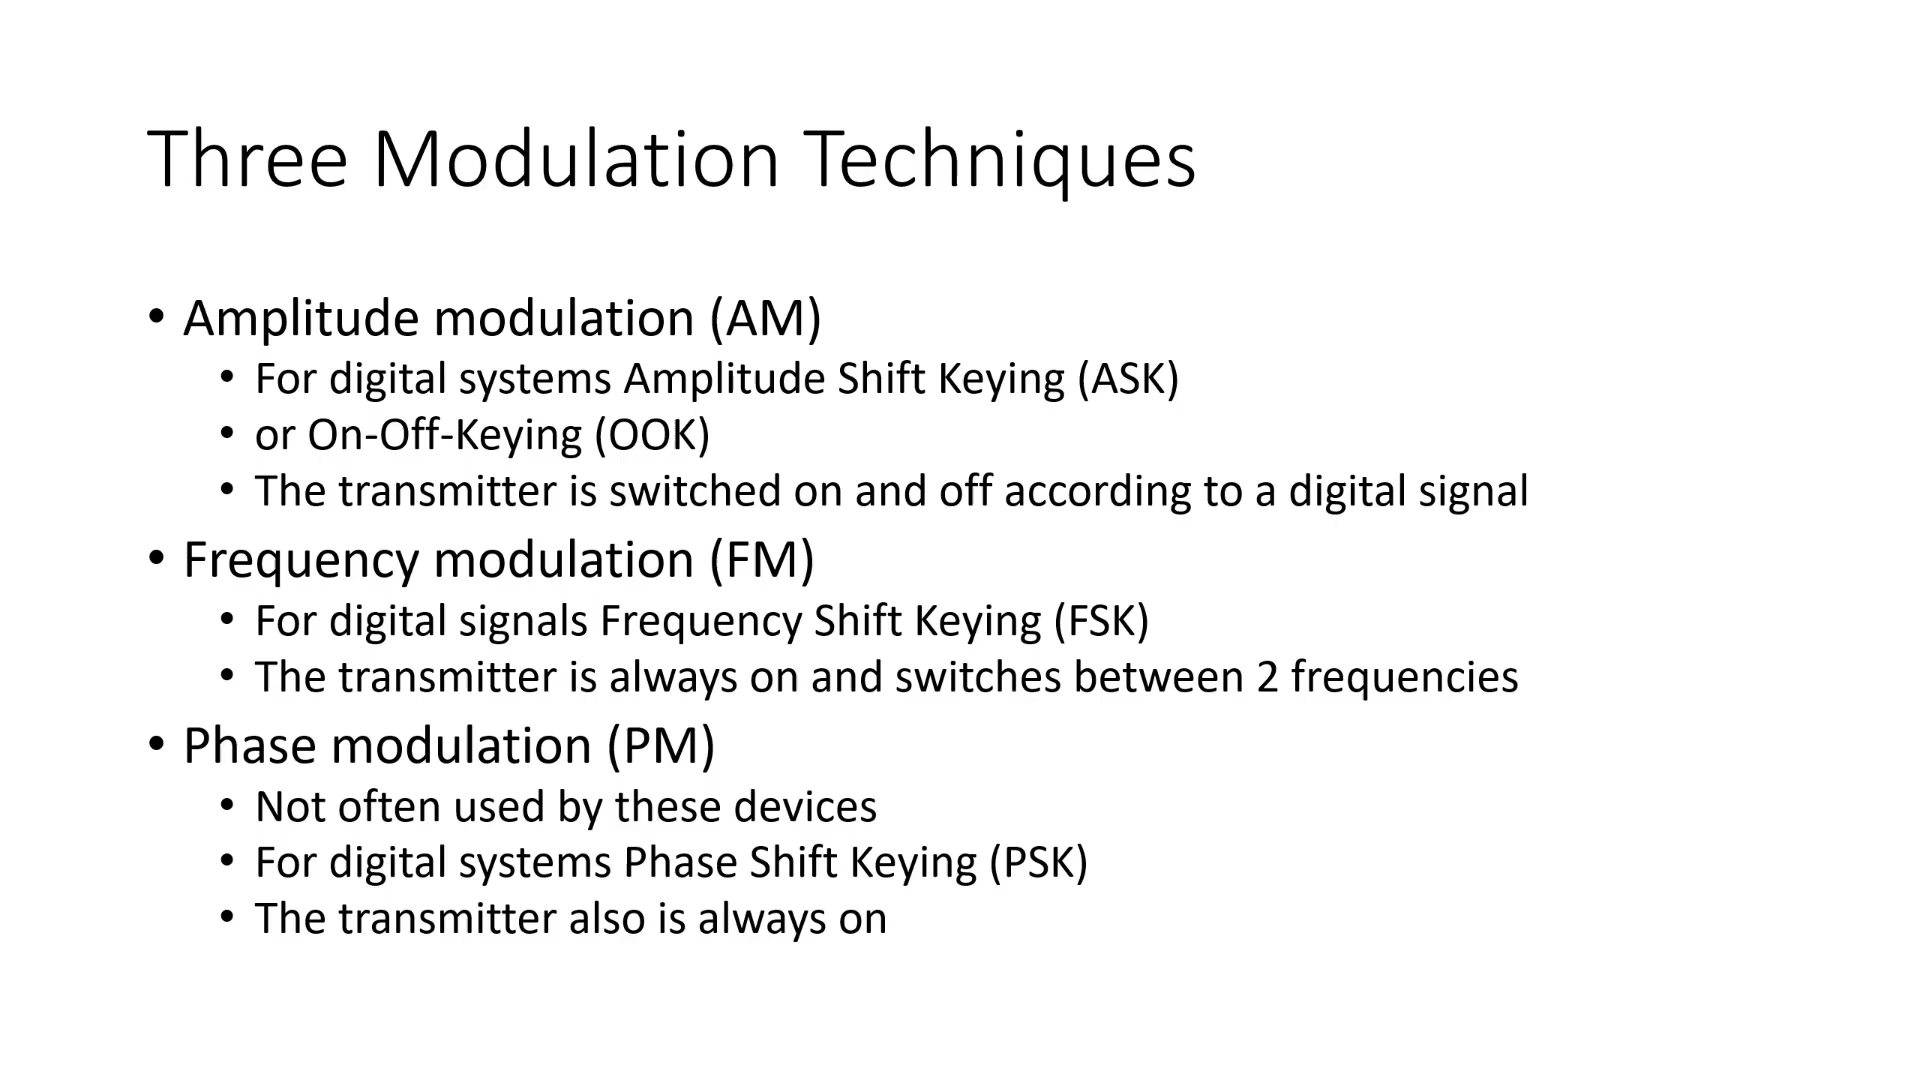 Three Modulation Techniques
• Amplitude modulation (AM)
• For digital systems Amplitude Shift Keying (ASK)
• or On-Off-Keying (OOK)
• The transmitter is switched on and off according to a digital signal
• Frequency modulation (FM)
• For digital signals Frequency Shift Keying (FSK)
• The transmitter is always on and switches between 2 frequencies
• Phase modulation (PM)
• Not often used by these devices
• For digital systems Phase Shift Keying (PSK)
• The transmitter also is always on